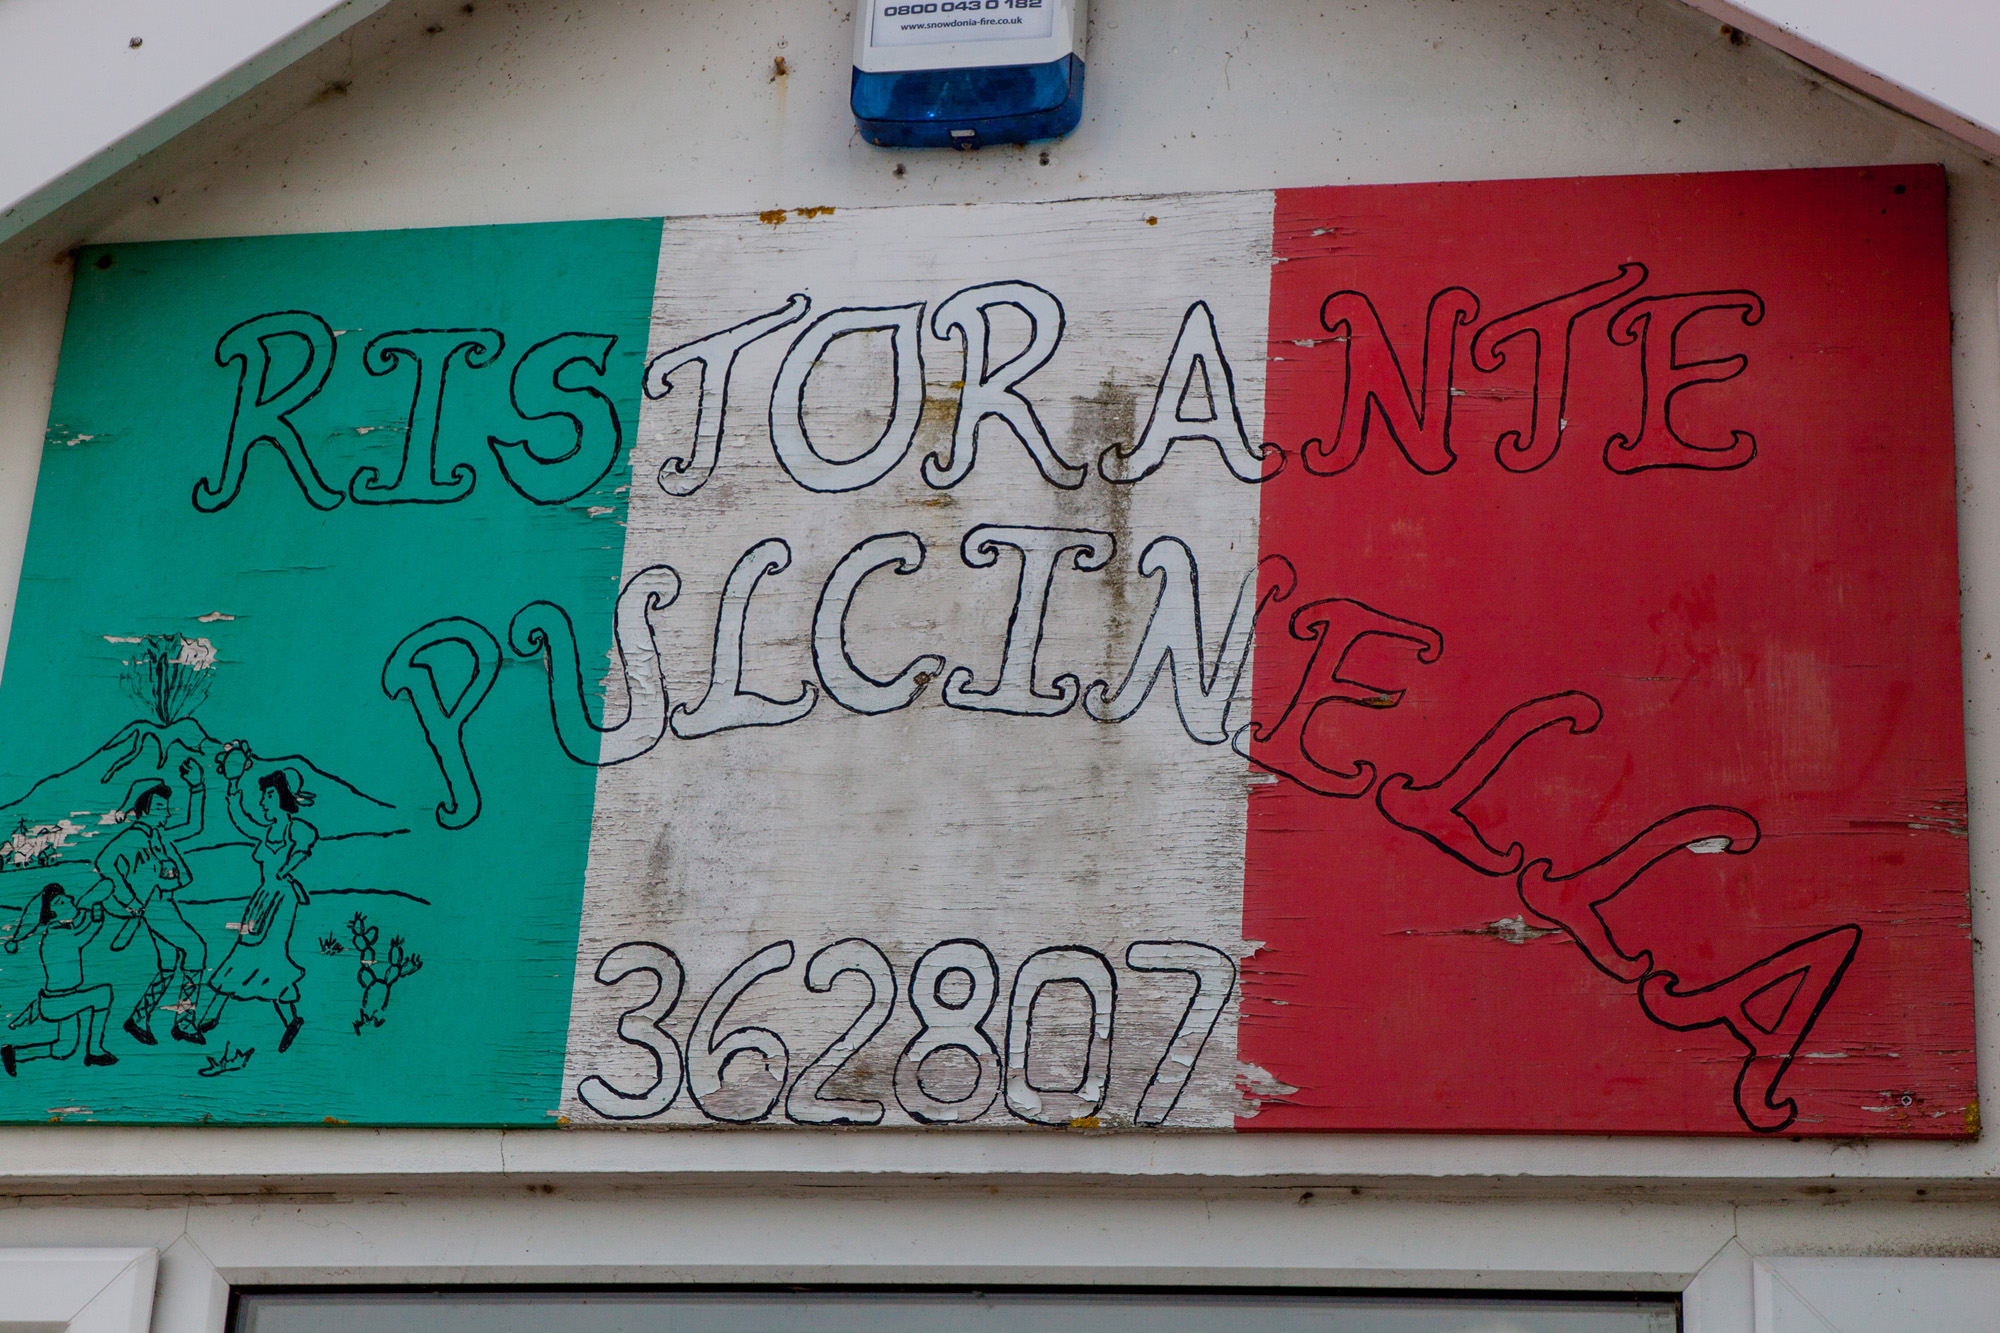 0800 043 0 182
www.snowdonia-fire.co.uk
RISTORANTE
PULCINELLA
362807